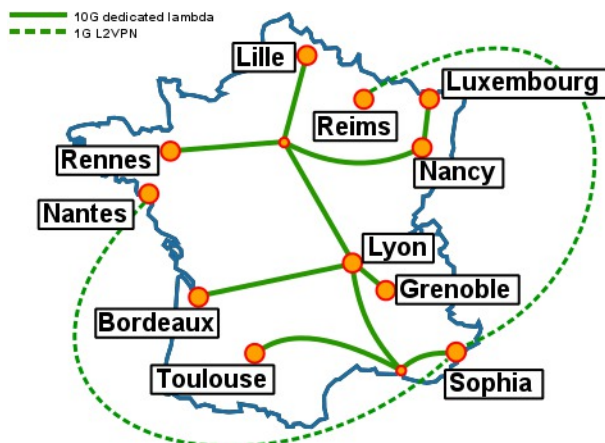 10G dedicated lambda
1G L2VPN
Lille
Luxembourg
Reims
Rennes
Nancy
Nantes
Lyon
Grenoble
Bordeaux
Toulouse
Sophia